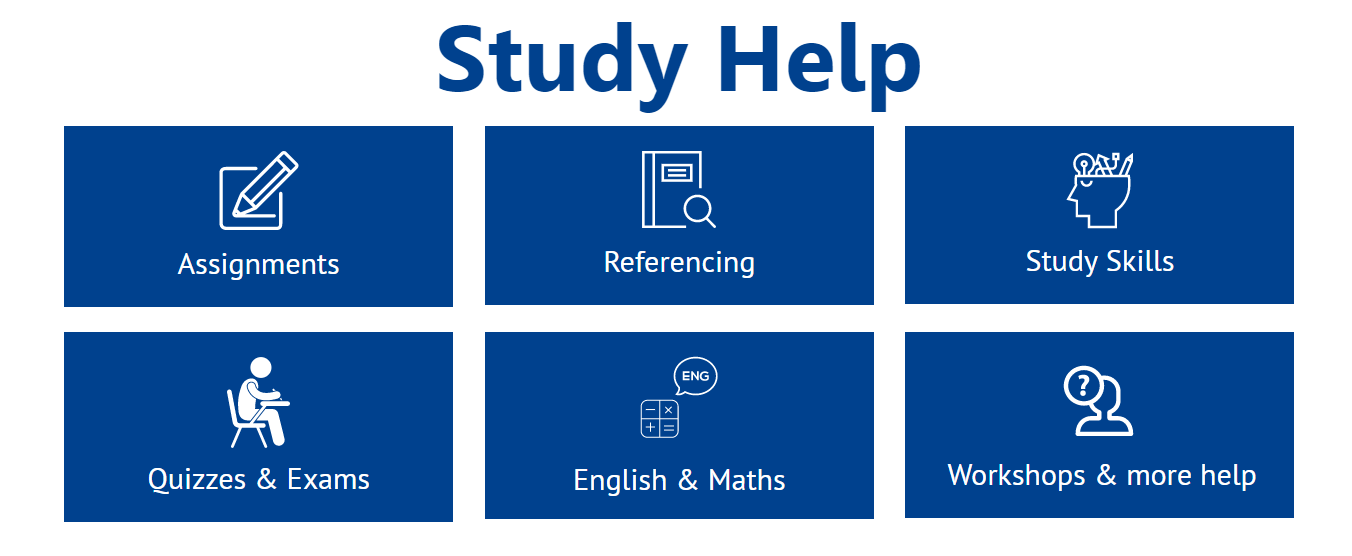 Study Help
Assignments
Referencing
Study Skills
Quizzes & Exams
ENG
English & Maths
?
Workshops & more help